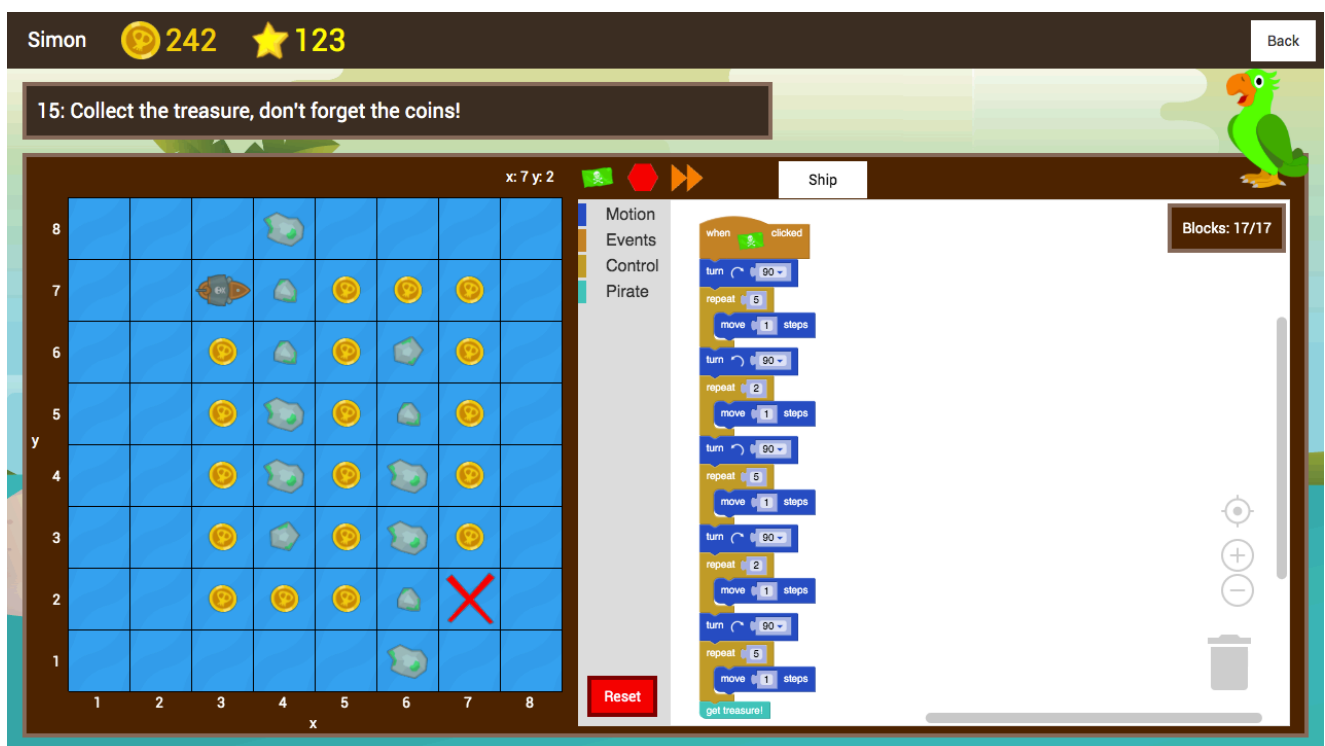 Simon 242 123 Back
15: Collect the treasure, don't forget the coins!
x: 7 y: 2 Ship
8
7
6
5
y
4
3
2
1
1 2 3 4 5 6 7 8
x
Motion
Events
Control
Pirate
Reset
Blocks: 17/17
when clicked
turn 90
repeat 5
move 1 steps
turn 90
repeat 2
move 1 steps
turn 90
repeat 5
move 1 steps
turn 90
repeat 2
move 1 steps
turn 90
repeat 5
move 1 steps
get treasure!